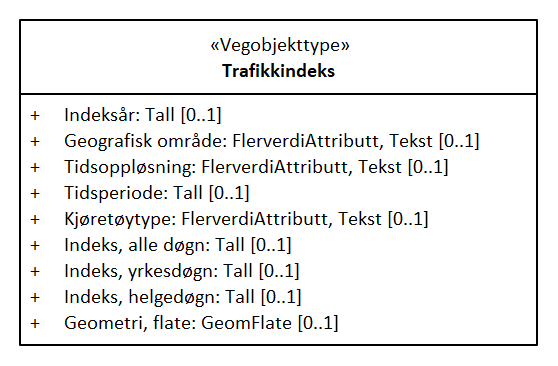 «Vegobjekttype»
Trafikkindeks
+ Indeksår: Tall [0..1]
+ Geografisk område: FlerverdiAttributt, Tekst [0..1]
+ Tidsoppløsning: FlerverdiAttributt, Tekst [0..1]
+ Tidsperiode: Tall [0..1]
+ Kjøretøytype: FlerverdiAttributt, Tekst [0..1]
+ Indeks, alle døgn: Tall [0..1]
+ Indeks, yrkesdøgn: Tall [0..1]
+ Indeks, helgedøgn: Tall [0..1]
+ Geometri, flate: GeomFlate [0..1]